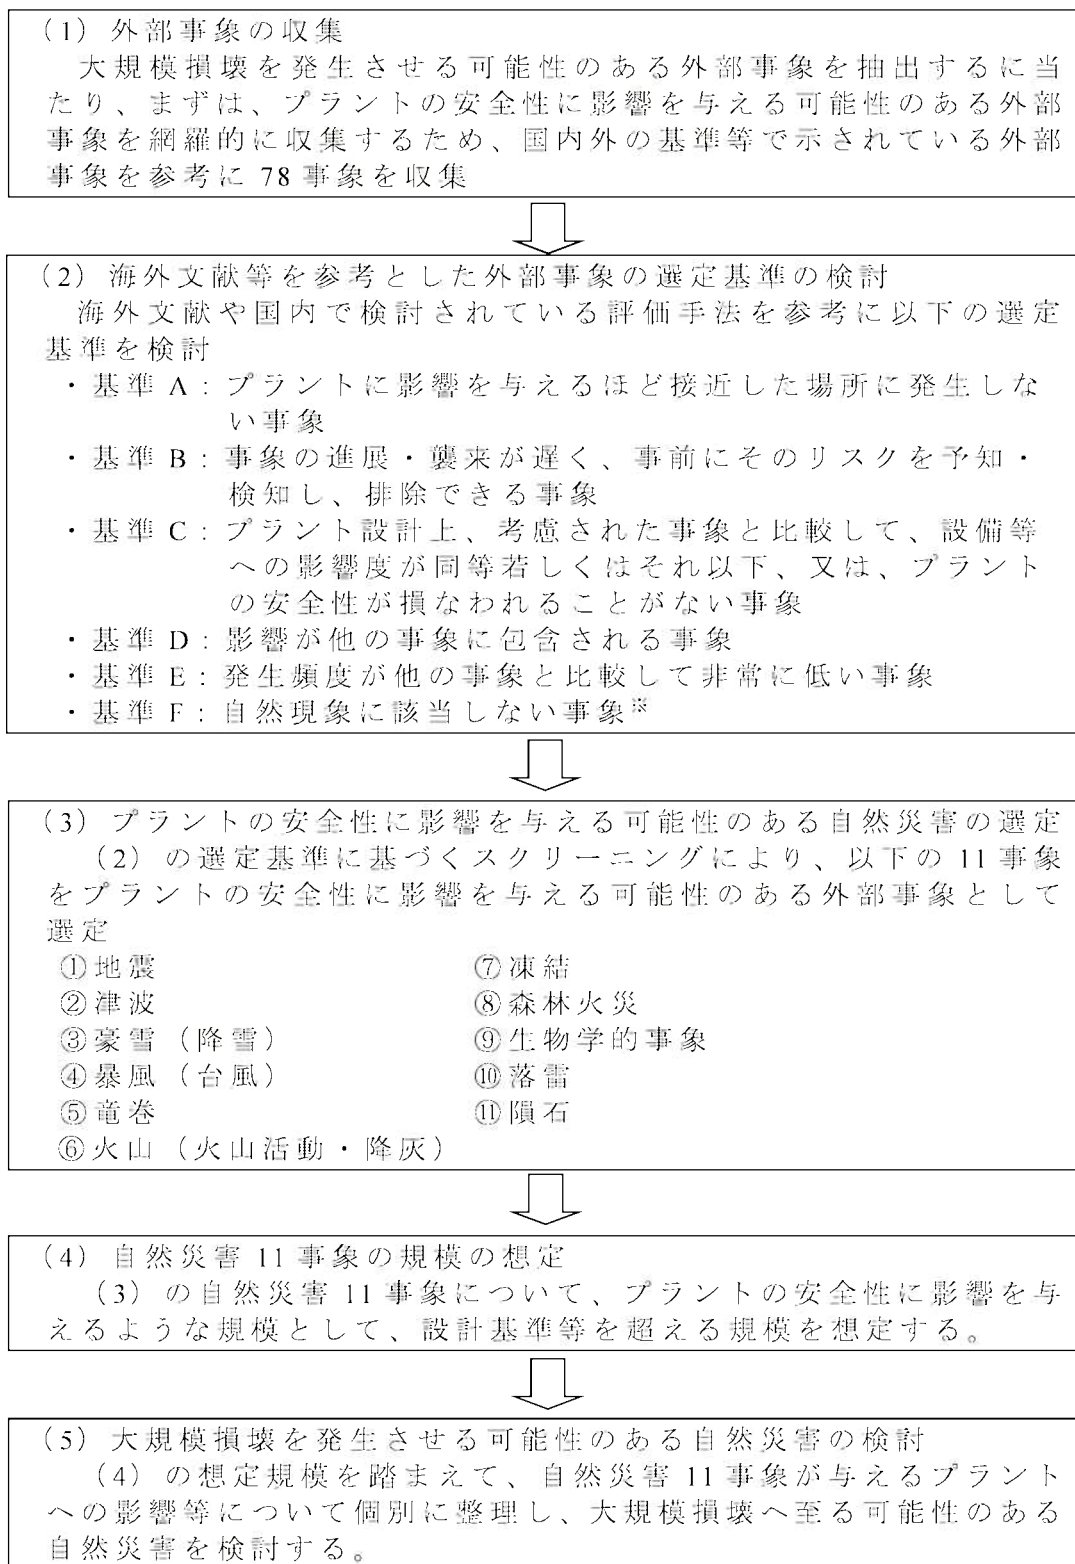 (1) 外部事象の収集
大規模損壊を発生させる可能性のある外部事象を抽出するに当
たり、まずは、プラントの安全性に影響を与える可能性のある外部
事象を網羅的に収集するため、国内外の基準等で示されている外部
事象を参考に 78 事象を収集
(2) 海外文献等を参考とした外部事象の選定基準の検討
海外文献や国内で検討されている評価手法を参考に以下の選定
基準を検討
・基準 A：プラントに影響を与えるほど接近した場所に発生しな
い事象
・基準 B：事象の進展・襲来が遅く、事前にそのリスクを予知・
検知し、排除できる事象
・基準 C：プラント設計上、考慮された事象と比較して、設備等
への影響度が同等若しくはそれ以下、又は、プラント
の安全性が損なわれることがない事象
・基準 D：影響が他の事象に包含される事象
・基準 E：発生頻度が他の事象と比較して非常に低い事象
・基準 F：自然現象に該当しない事象※
(3) プラントの安全性に影響を与える可能性のある自然災害の選定
(2) の選定基準に基づくスクリーニングにより、以下の 11 事象
をプラントの安全性に影響を与える可能性のある外部事象として
選定
①地震
②津波
③豪雪（降雪）
④暴風（台風）
⑤竜巻
⑥火山（火山活動・降灰）
⑦凍結
⑧森林火災
⑨生物学的事象
⑩落雷
⑪隕石
(4) 自然災害 11 事象の規模の想定
(3) の自然災害 11 事象について、プラントの安全性に影響を与
えるような規模として、設計基準等を超える規模を想定する。
(5) 大規模損壊を発生させる可能性のある自然災害の検討
(4) の想定規模を踏まえて、自然災害 11 事象が与えるプラント
への影響等について個別に整理し、大規模損壊へ至る可能性のある
自然災害を検討する。